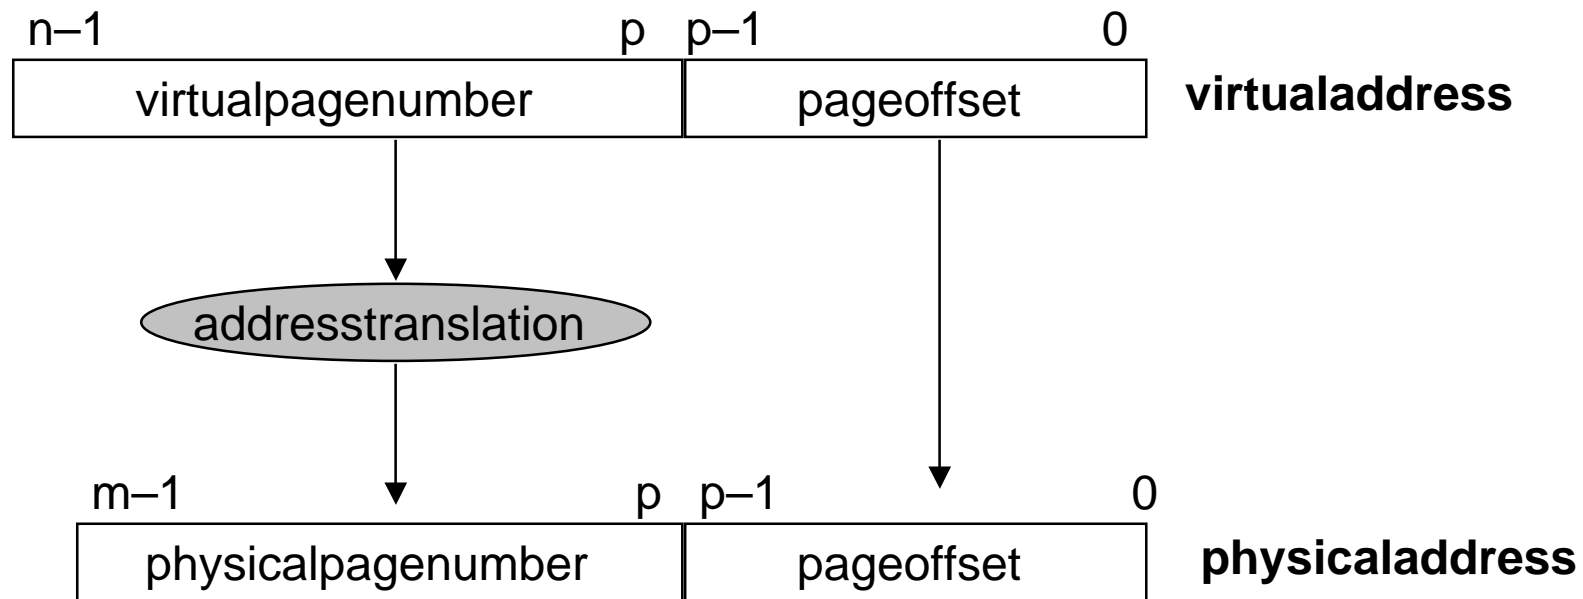 n–1 p p–1 0
virtualpagenumber pageoffset virtualaddress
addresstranslation
m–1 p p–1 0
physicalpagenumber pageoffset physicaladdress